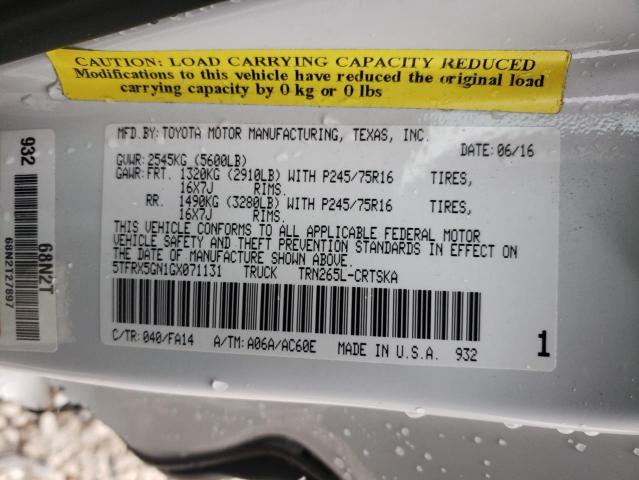 CAUTION: LOAD CARRYING CAPACITY REDUCED
Modifications to this vehicle have reduced the original load
carrying capacity by 0 kg or 0 lbs
MFD.BY: TOYOTA MOTOR MANUFACTURING, TEXAS, INC.
DATE: 06/16
GVWR: 2545KG (5600LB)
GAWR: FRT. 1320KG (2910LB) WITH P245/75R16 TIRES,
16X7J RIMS.
RR. 1490KG (3280LB) WITH P245/75R16 TIRES,
16X7J RIMS.
THIS VEHICLE CONFORMS TO ALL APPLICABLE FEDERAL MOTOR
VEHICLE SAFETY AND THEFT PREVENTION STANDARDS IN EFFECT ON
THE DATE OF MANUFACTURE SHOWN ABOVE.
5TFRX5GN1GX071131 TRUCK TRN265L-CRTSKA
C/TR: 040/FA14 A/TM: A06A/AC60E MADE IN U.S.A. 932
1
932
68N2T
68N2T27897